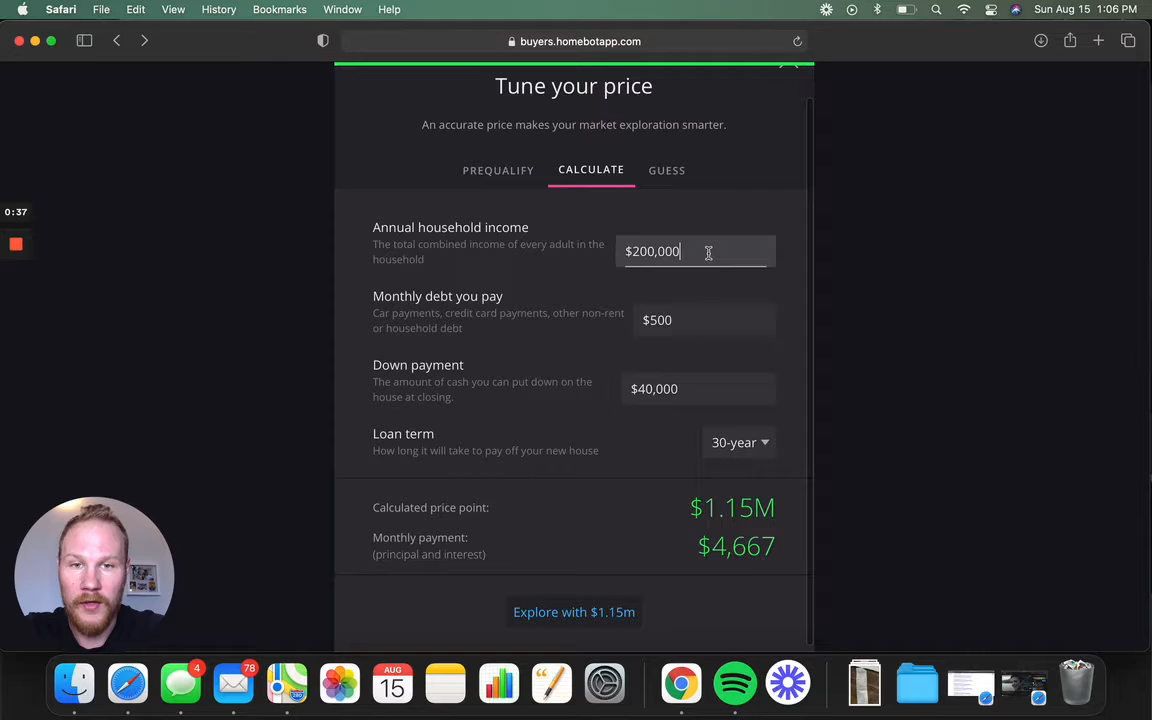 Safari File Edit View History Bookmarks Window Help Sun Aug 15 1:06 PM
buyers.homebotapp.com
Tune your price
An accurate price makes your market exploration smarter.
PREQUALIFY CALCULATE GUESS
0:37
Annual household income
The total combined income of every adult in the
household
$200,000
Monthly debt you pay
Car payments, credit card payments, other non-rent
or household debt
$500
Down payment
The amount of cash you can put down on the
house at closing.
$40,000
Loan term
How long it will take to pay off your new house
30-year
Calculated price point:
$1.15M
Monthly payment:
(principal and interest)
$4,667
Explore with $1.15m
4
78
280
AUG
15